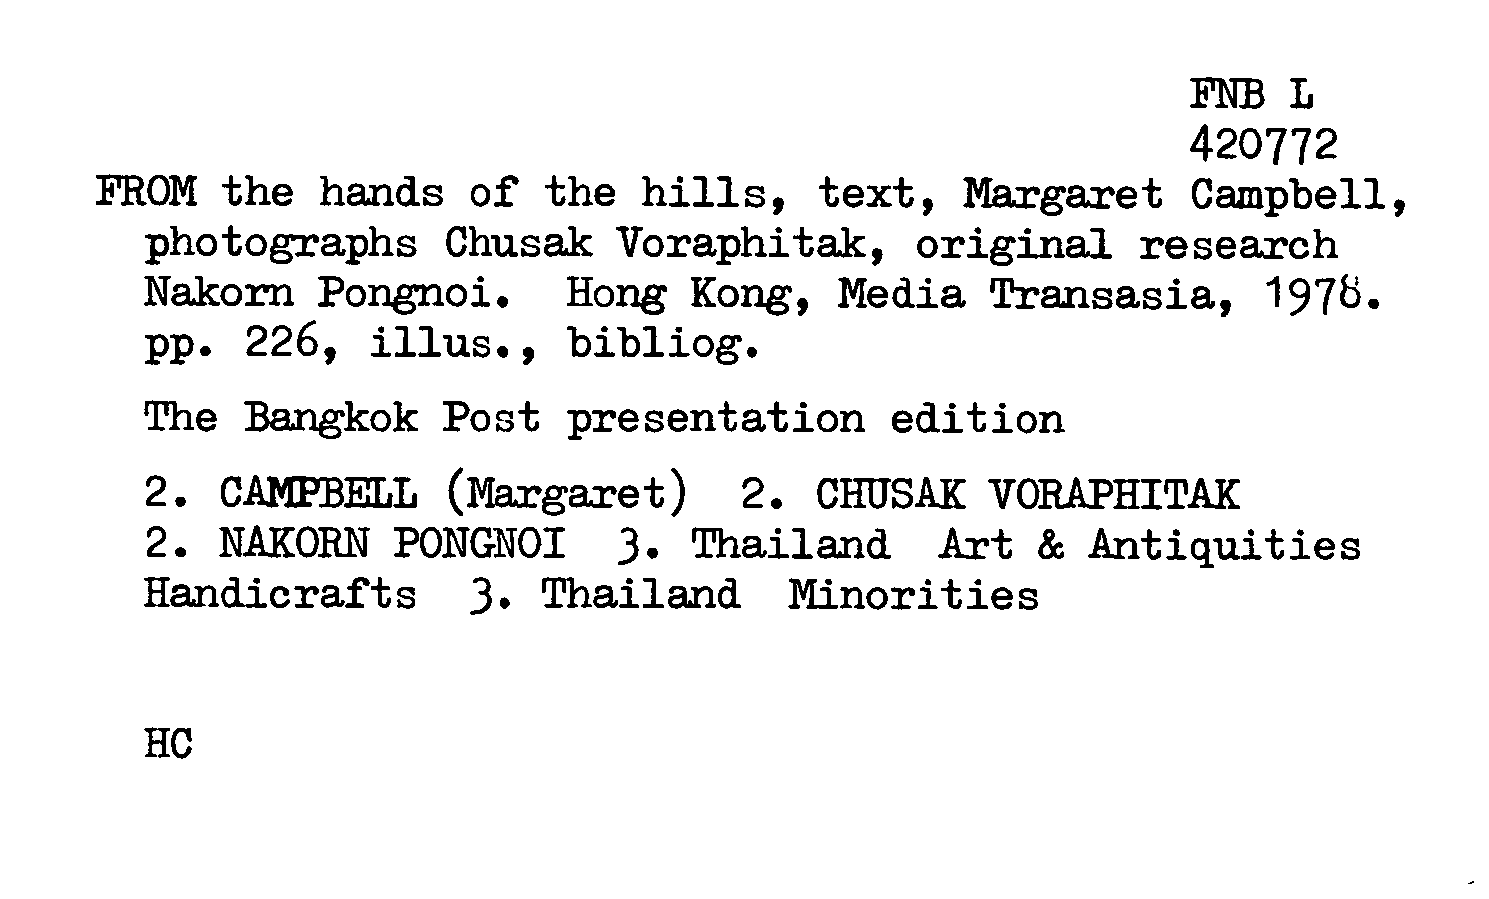 FNB L
420772
FROM the hands of the hills, text, Margaret Campbell,
photographs Chusak Voraphitak, original research
Nakorn Pongnoi. Hong Kong, Media Transasia, 1978.
pp. 226, illus., bibliog.
The Bangkok Post presentation edition
2. CAMPBELL (Margaret) 2. CHUSAK VORAPHITAK
2. NAKORN PONGNOI 3. Thailand Art & Antiquities
Handicrafts 3. Thailand Minorities
HC